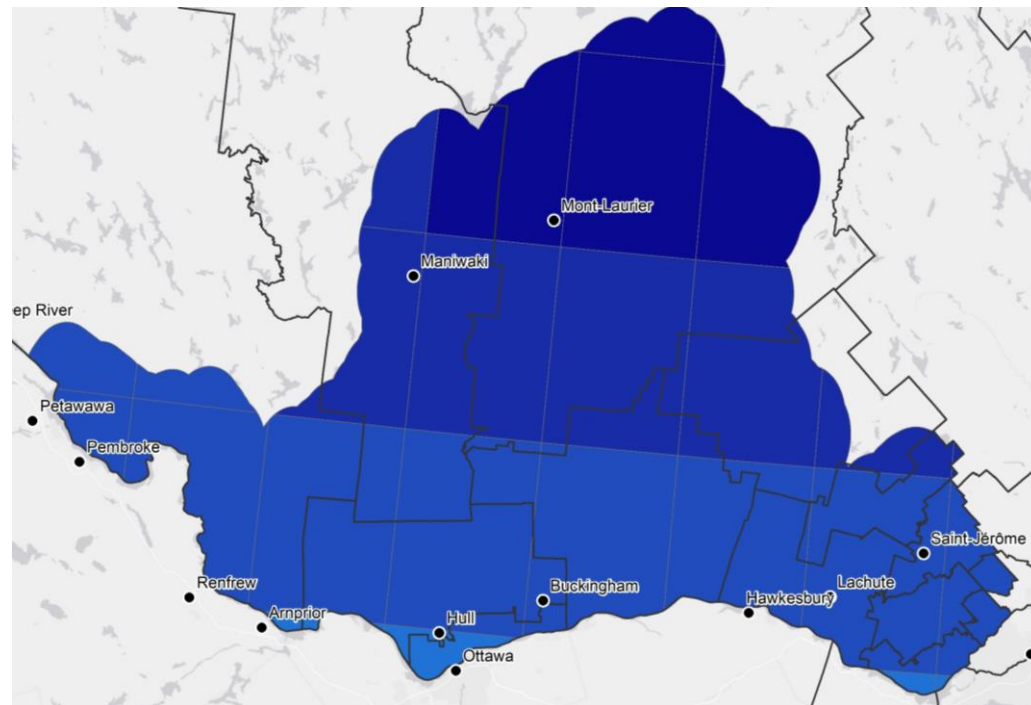 Mont-Laurier
Maniwaki
ep River
Petawawa
Pembroke
Saint-Jérôme
Renfrew
Buckingham
Lachute
Hawkesbury
Arnprior
Hull
Ottawa